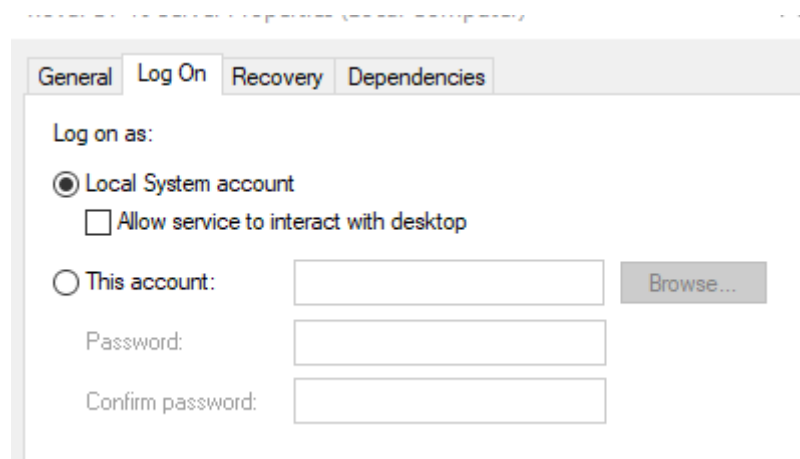 General Log On Recovery Dependencies
Log on as:
Local System account
Allow service to interact with desktop
This account:
Browse...
Password:
Confirm password: